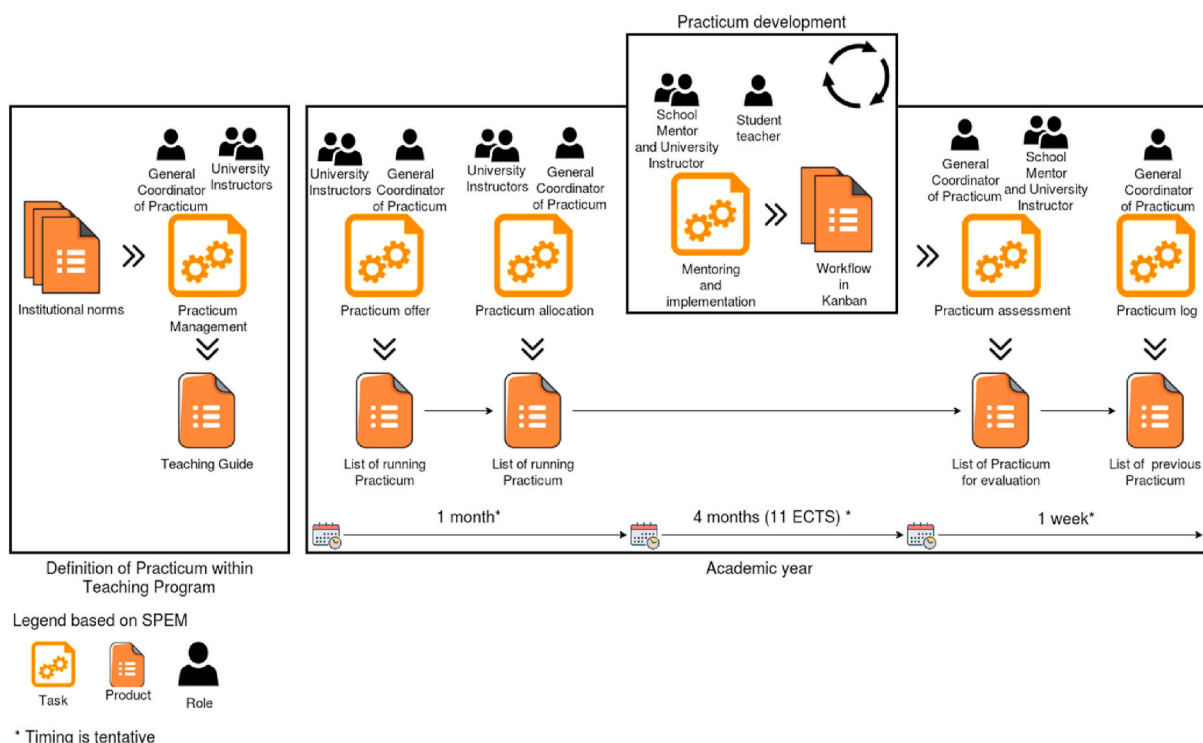 Practicum development
General
Coordinator
of Practicum
University
Instructors
Institutional norms
Practicum
Management
Teaching Guide
Definition of Practicum within
Teaching Program
University
Instructors
General
Coordinator
of Practicum
Practicum offer
University
Instructors
General
Coordinator
of Practicum
Practicum allocation
School
Mentor
and University
Instructor
Student
teacher
Mentoring
and
implementation
Workflow
in
Kanban
General
Coordinator
of Practicum
School
Mentor
and University
Instructor
Practicum assessment
General
Coordinator
of Practicum
Practicum log
List of running
Practicum
List of running
Practicum
List of Practicum
for evaluation
List of previous
Practicum
1 month*
4 months (11 ECTS) *
1 week*
Academic year
Legend based on SPEM
Task
Product
Role
* Timing is tentative